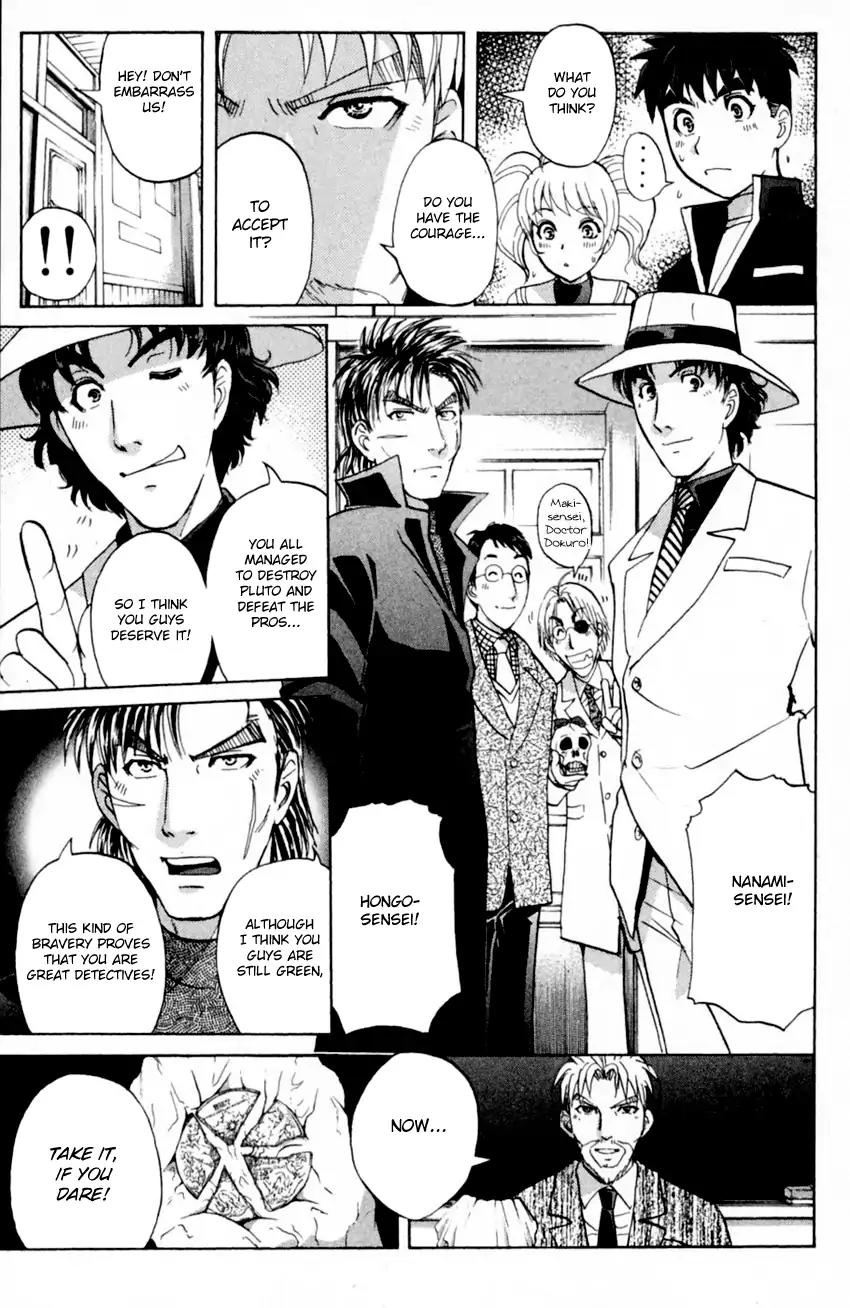 WHAT
DO YOU
THINK?
....
DO YOU
HAVE THE
COURAGE...
TO
ACCEPT
IT?
HEY! DON'T
EMBARRASS
US!
!!
NANAMI-
SENSEI!
Maki-
sensei,
Doctor
Dokuro!
HONGO-
SENSEI!
YOU ALL
MANAGED
TO DESTROY
PLUTO AND
DEFEAT THE
PROS...
SO I THINK
YOU GUYS
DESERVE IT!
ALTHOUGH
I THINK YOU
GUYS ARE
STILL GREEN,
THIS KIND OF
BRAVERY PROVES
THAT YOU ARE
GREAT DETECTIVES!
NOW...
TAKE IT,
IF YOU
DARE!